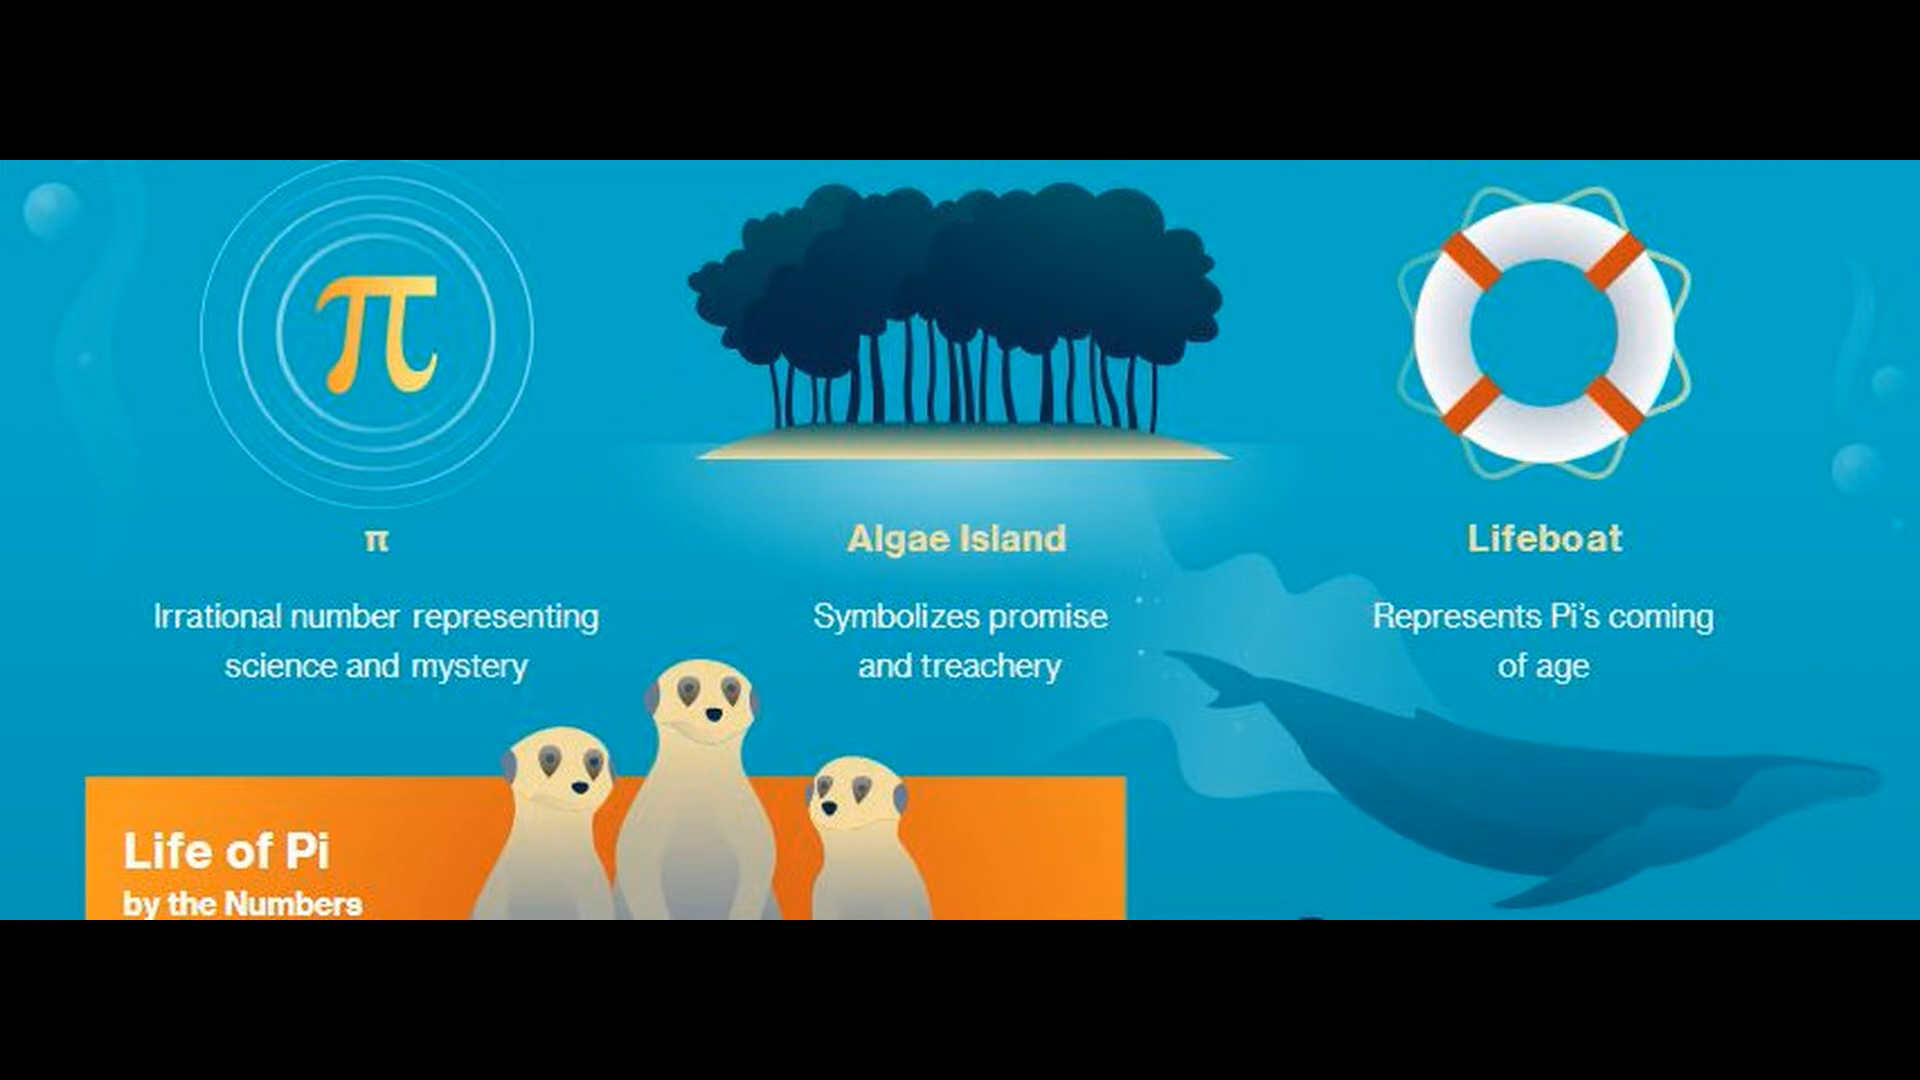 π
π
Irrational number representing
science and mystery
Algae Island
Symbolizes promise
and treachery
Lifeboat
Represents Pi’s coming
of age
Life of Pi
by the Numbers